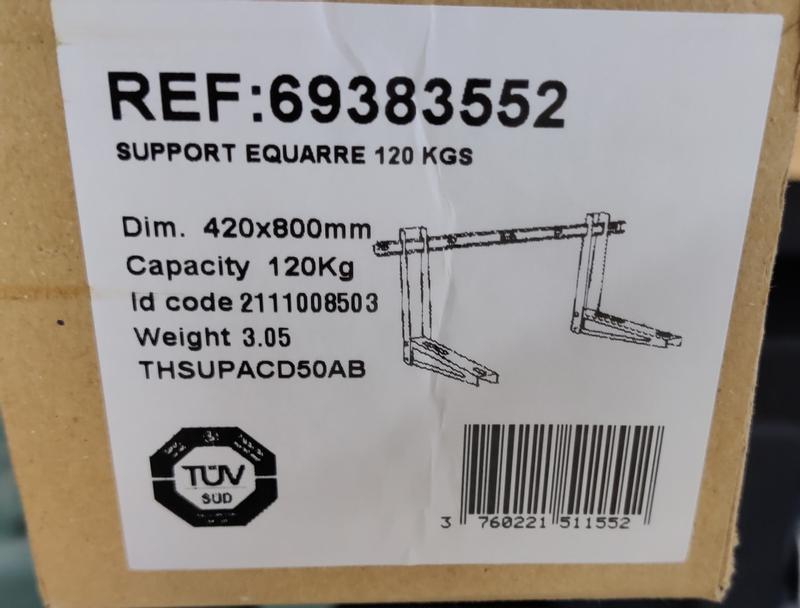 REF:69383552
SUPPORT EQUARRE 120 KGS
Dim. 420x800mm
Capacity 120Kg
Id code 2111008503
Weight 3.05
THSUPACD50AB
TÜV
SÜD
3 760221 511552